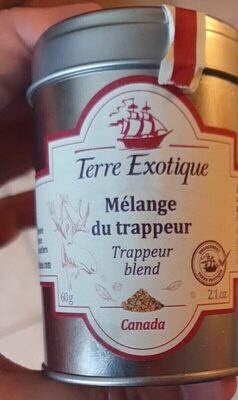 Terre Exotique
Mélange
du trappeur
Trappeur
blend
60g
2.1 oz
Canada